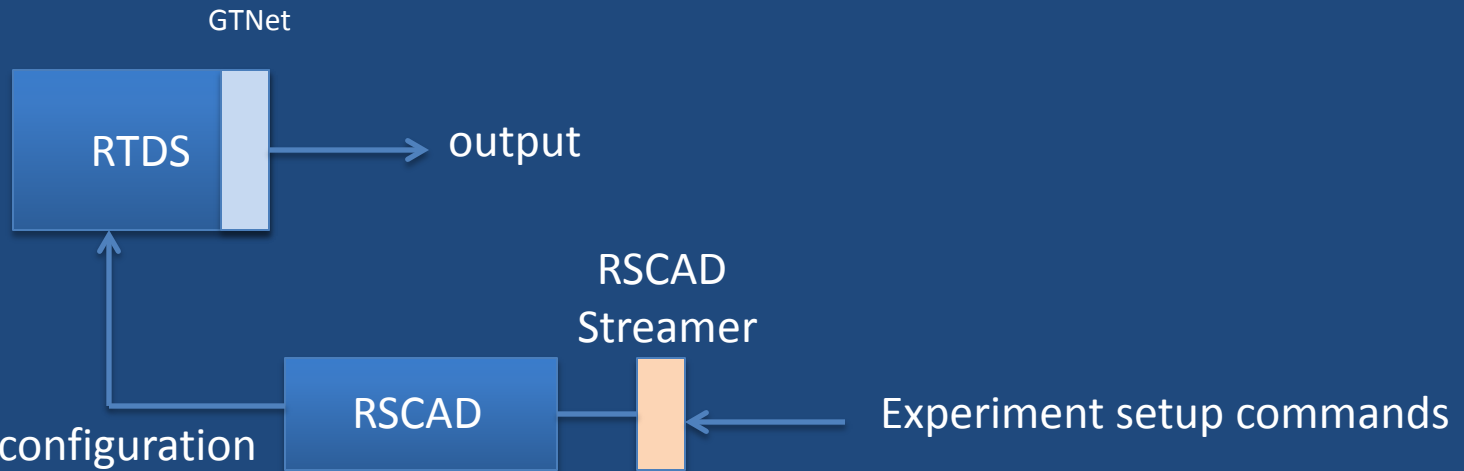 GTNet
RTDS
output
RSCAD
Streamer
RSCAD
Experiment setup commands
configuration